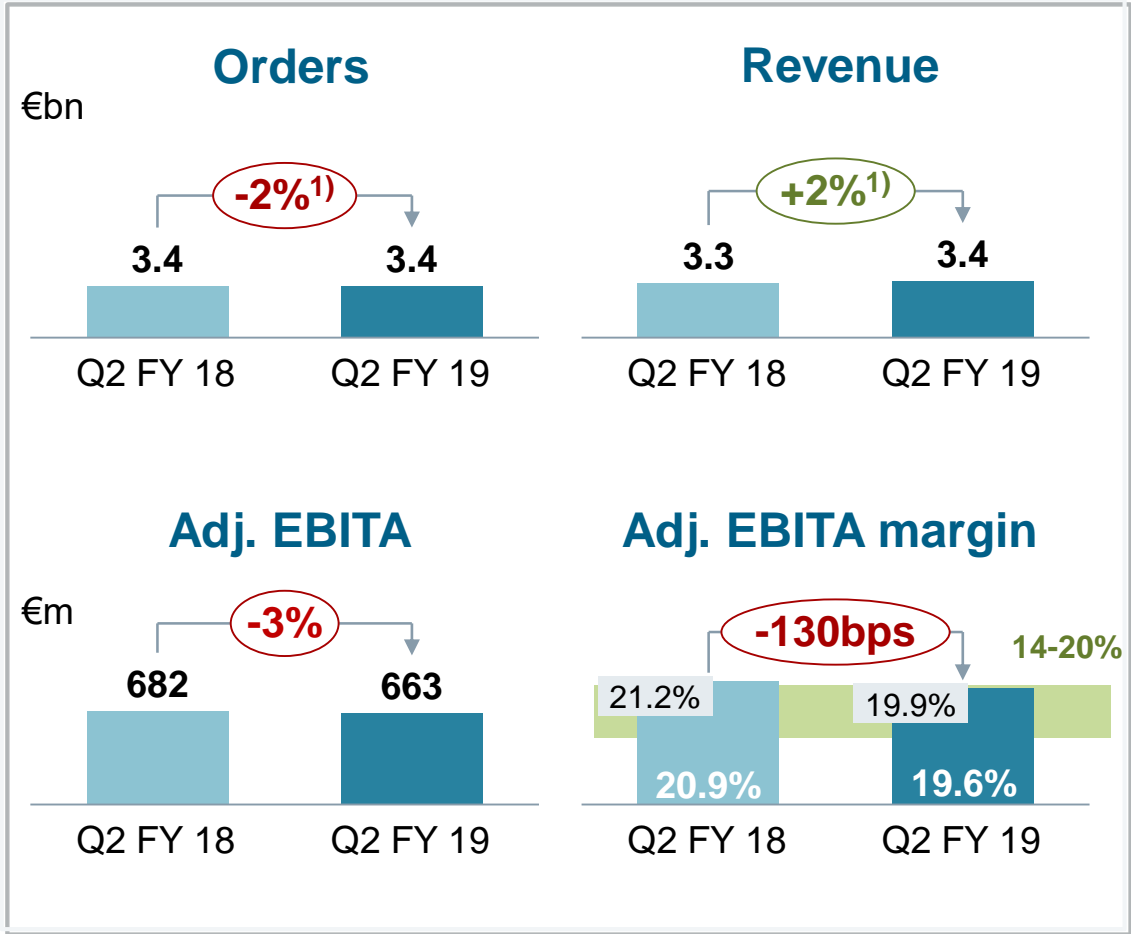 Orders
€bn
-2%1)
3.4
3.4
Q2 FY 18
Q2 FY 19
Revenue
+2%1)
3.3
3.4
Q2 FY 18
Q2 FY 19
Adj. EBITA
€m
-3%
682
663
Q2 FY 18
Q2 FY 19
Adj. EBITA margin
-130bps
14-20%
21.2%
19.9%
20.9%
19.6%
Q2 FY 18
Q2 FY 19